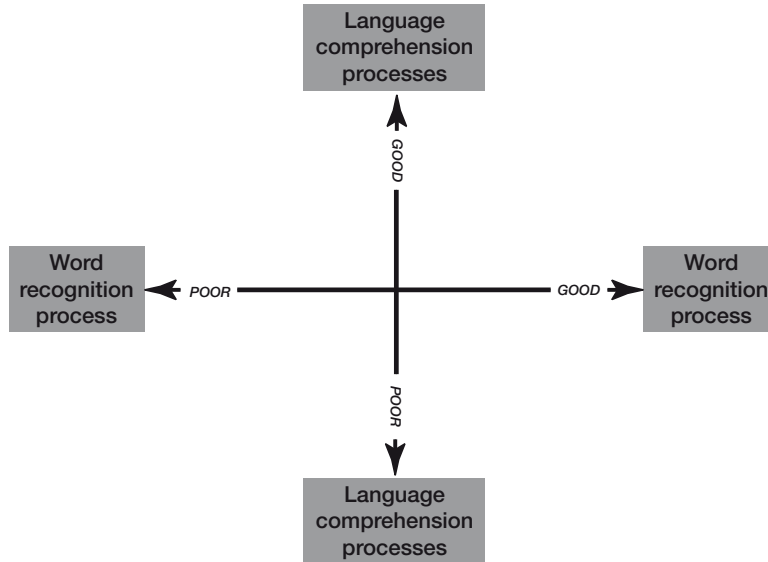 Language
comprehension
processes
GOOD
Word
recognition
process
POOR
GOOD
Word
recognition
process
POOR
Language
comprehension
processes